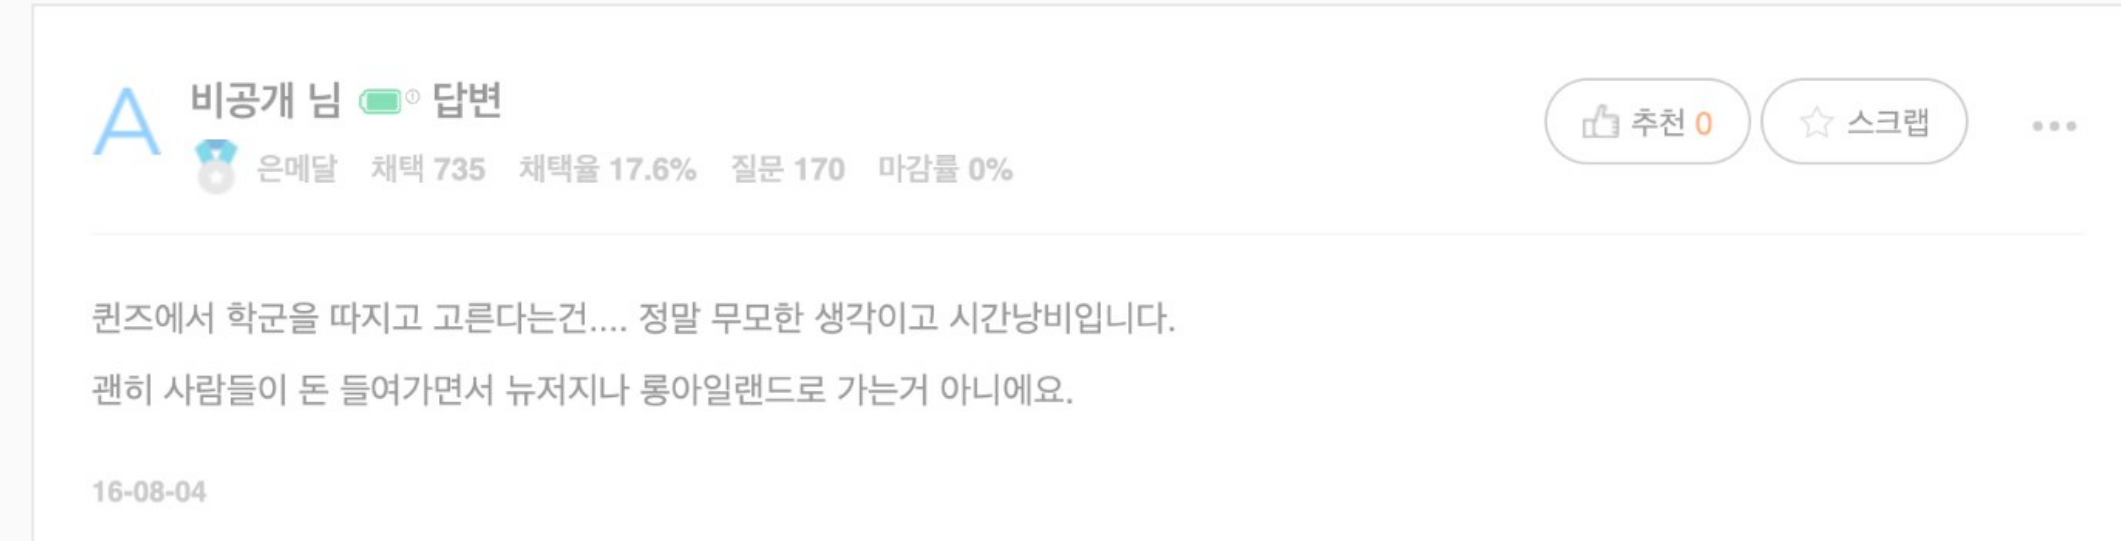 A 비공개 님 답변
추천 0 스크랩
은메달 채택 735 채택율 17.6% 질문 170 마감률 0%
퀸즈에서 학군을 따지고 고른다는건.... 정말 무모한 생각이고 시간낭비입니다.
괜히 사람들이 돈 들여가면서 뉴저지나 롱아일랜드로 가는거 아니에요.
16-08-04